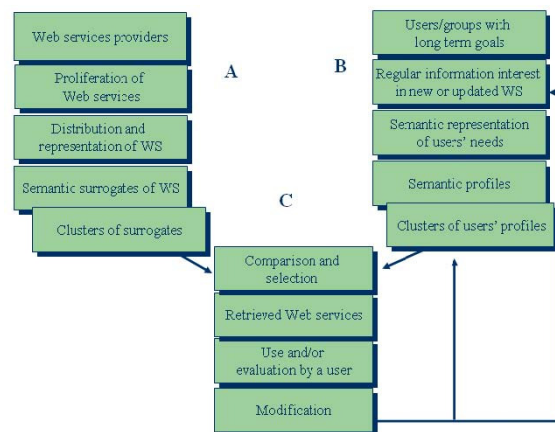 Web services providers
Proliferation of
Web services
Distribution and
representation of WS
Semantic surrogates of WS
Clusters of surrogates
A
B
Users/groups with
long term goals
Regular information interest
in new or updated WS
Semantic representation
of users' needs
Semantic profiles
Clusters of users' profiles
C
Comparison and
selection
Retrieved Web services
Use and/or
evaluation by a user
Modification